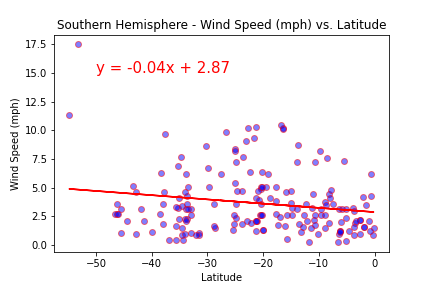 Southern Hemisphere - Wind Speed (mph) vs. Latitude
17.5
y = -0.04x + 2.87
15.0
12.5
10.0
Wind Speed (mph)
7.5
5.0
2.5
0.0
−50 −40 −30 −20 −10 0
Latitude